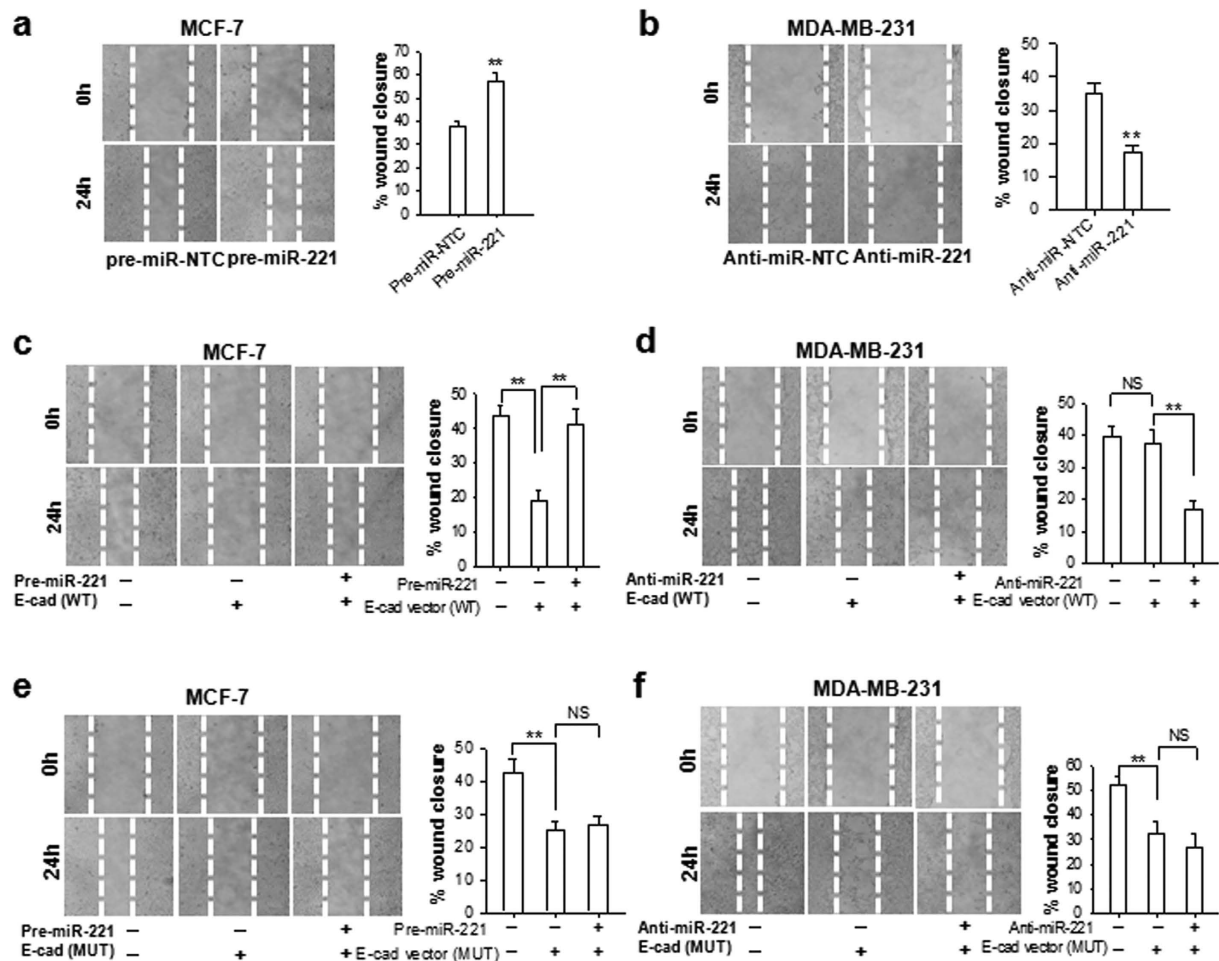 a
MCF-7
0h
24h
pre-miR-NTC pre-miR-221
% wound closure
70
60
50
40
30
20
10
0
**
Pre-miR-NTC
Pre-miR-221
b
MDA-MB-231
0h
24h
Anti-miR-NTC Anti-miR-221
% wound closure
50
40
30
20
10
0
**
Anti-miR-NTC
Anti-miR-221
c
MCF-7
0h
24h
Pre-miR-221 – – +
E-cad (WT) – + +
% wound closure
50
40
30
20
10
0
** **
Pre-miR-221 – – +
E-cad vector (WT) – + +
d
MDA-MB-231
0h
24h
Anti-miR-221 – – +
E-cad (WT) – + +
% wound closure
50
40
30
20
10
0
NS
**
Anti-miR-221 – – +
E-cad vector (WT) – + +
e
MCF-7
0h
24h
Pre-miR-221 – – +
E-cad (MUT) – + +
% wound closure
50
40
30
20
10
0
NS
**
Pre-miR-221 – – +
E-cad vector (MUT) – + +
f
MDA-MB-231
0h
24h
Anti-miR-221 – – +
E-cad (MUT) – + +
% wound closure
60
50
40
30
20
10
0
NS
**
Anti-miR-221 – – +
E-cad vector (MUT) – + +